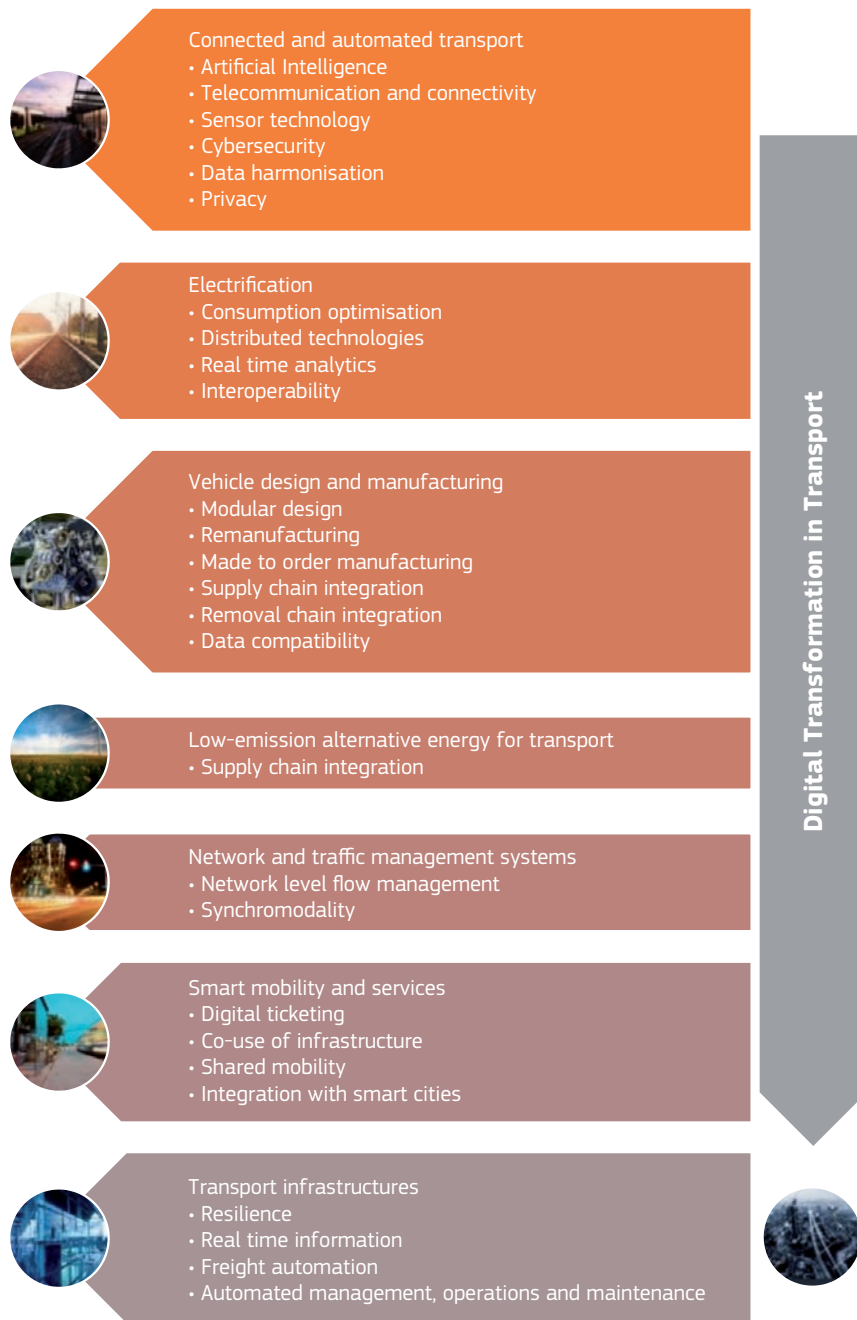 Connected and automated transport
• Artificial Intelligence
• Telecommunication and connectivity
• Sensor technology
• Cybersecurity
• Data harmonisation
• Privacy
Electrification
• Consumption optimisation
• Distributed technologies
• Real time analytics
• Interoperability
Vehicle design and manufacturing
• Modular design
• Remanufacturing
• Made to order manufacturing
• Supply chain integration
• Removal chain integration
• Data compatibility
Low-emission alternative energy for transport
• Supply chain integration
Network and traffic management systems
• Network level flow management
• Synchromodality
Smart mobility and services
• Digital ticketing
• Co-use of infrastructure
• Shared mobility
• Integration with smart cities
Transport infrastructures
• Resilience
• Real time information
• Freight automation
• Automated management, operations and maintenance
Digital Transformation in Transport